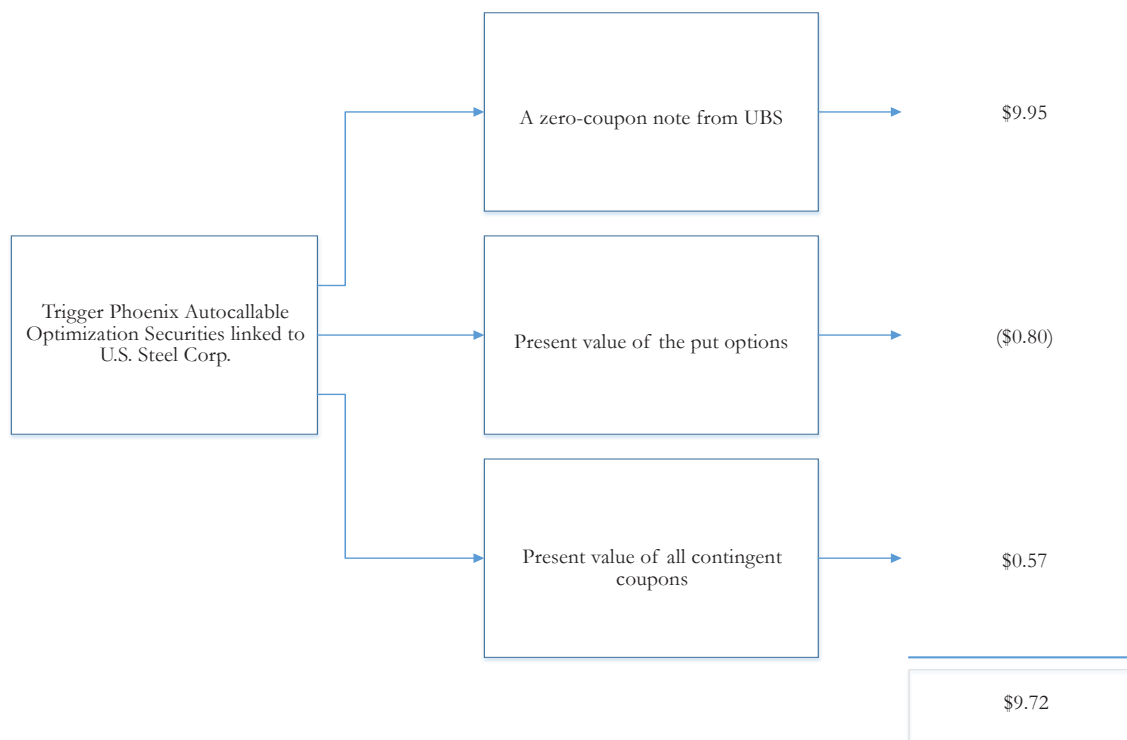 A zero-coupon note from UBS
$9.95
Trigger Phoenix Autocallable
Optimization Securities linked to
U.S. Steel Corp.
Present value of the put options
($0.80)
Present value of all contingent
coupons
$0.57
$9.72